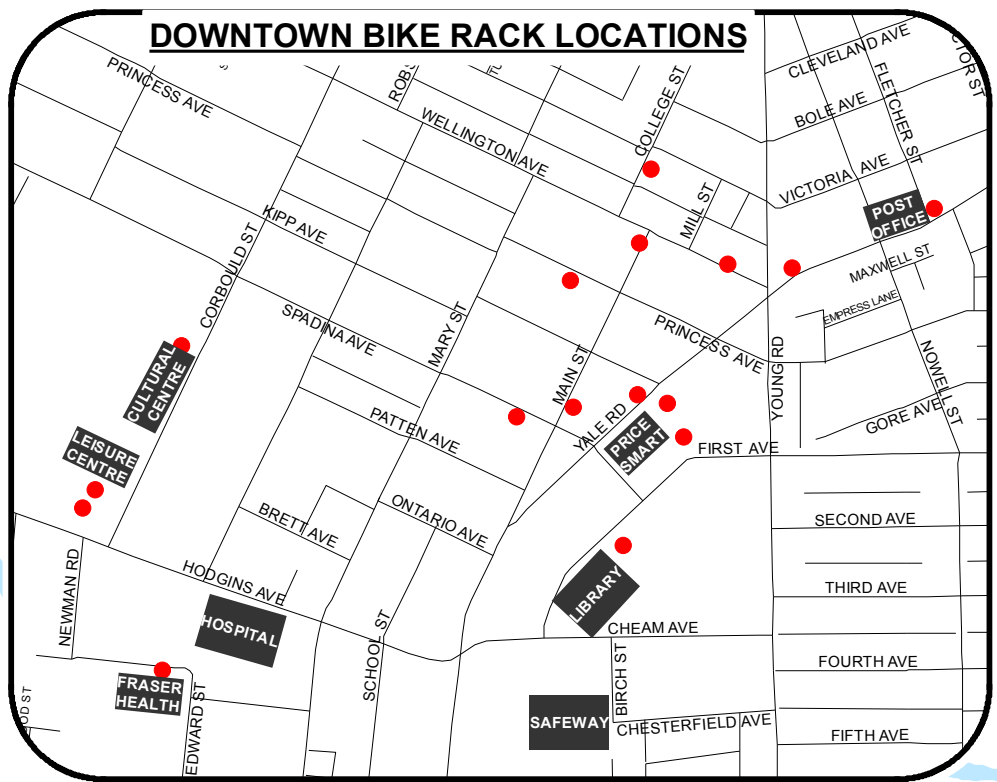 DOWNTOWN BIKE RACK LOCATIONS
PRINCESS AVE
WELLINGTON AVE
COLLEGE ST
CLEVELAND AVE
BOLE AVE
FLETCHER ST
VICTORIA AVE
MILL ST
POST
OFFICE
MAXWELL ST
EMPRESS LANE
KIPP AVE
CORBOULD ST
SPADINA AVE
MARY ST
MAIN ST
PRINCESS AVE
YOUNG RD
NOWELL ST
GORE AVE
CULTURAL
CENTRE
LEISURE
CENTRE
PATTEN AVE
YALE RD
PRICE
SMART
FIRST AVE
BRETT AVE
ONTARIO AVE
SECOND AVE
HODGINS AVE
NEWMAN RD
HOSPITAL
LIBRARY
THIRD AVE
SCHOOL ST
CHEAM AVE
BIRCH ST
FOURTH AVE
FRASER
HEALTH
EDWARD ST
SAFEWAY
CHESTERFIELD AVE
FIFTH AVE